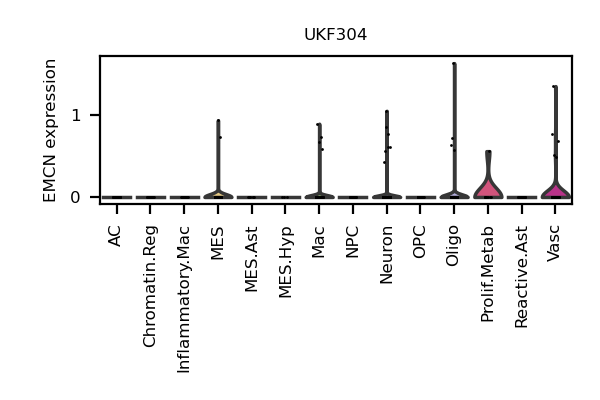 UKF304
EMCN expression
1
0
AC
Chromatin.Reg
Inflammatory.Mac
MES
MES.Ast
MES.Hyp
Mac
NPC
Neuron
OPC
Oligo
Prolif.Metab
Reactive.Ast
Vasc